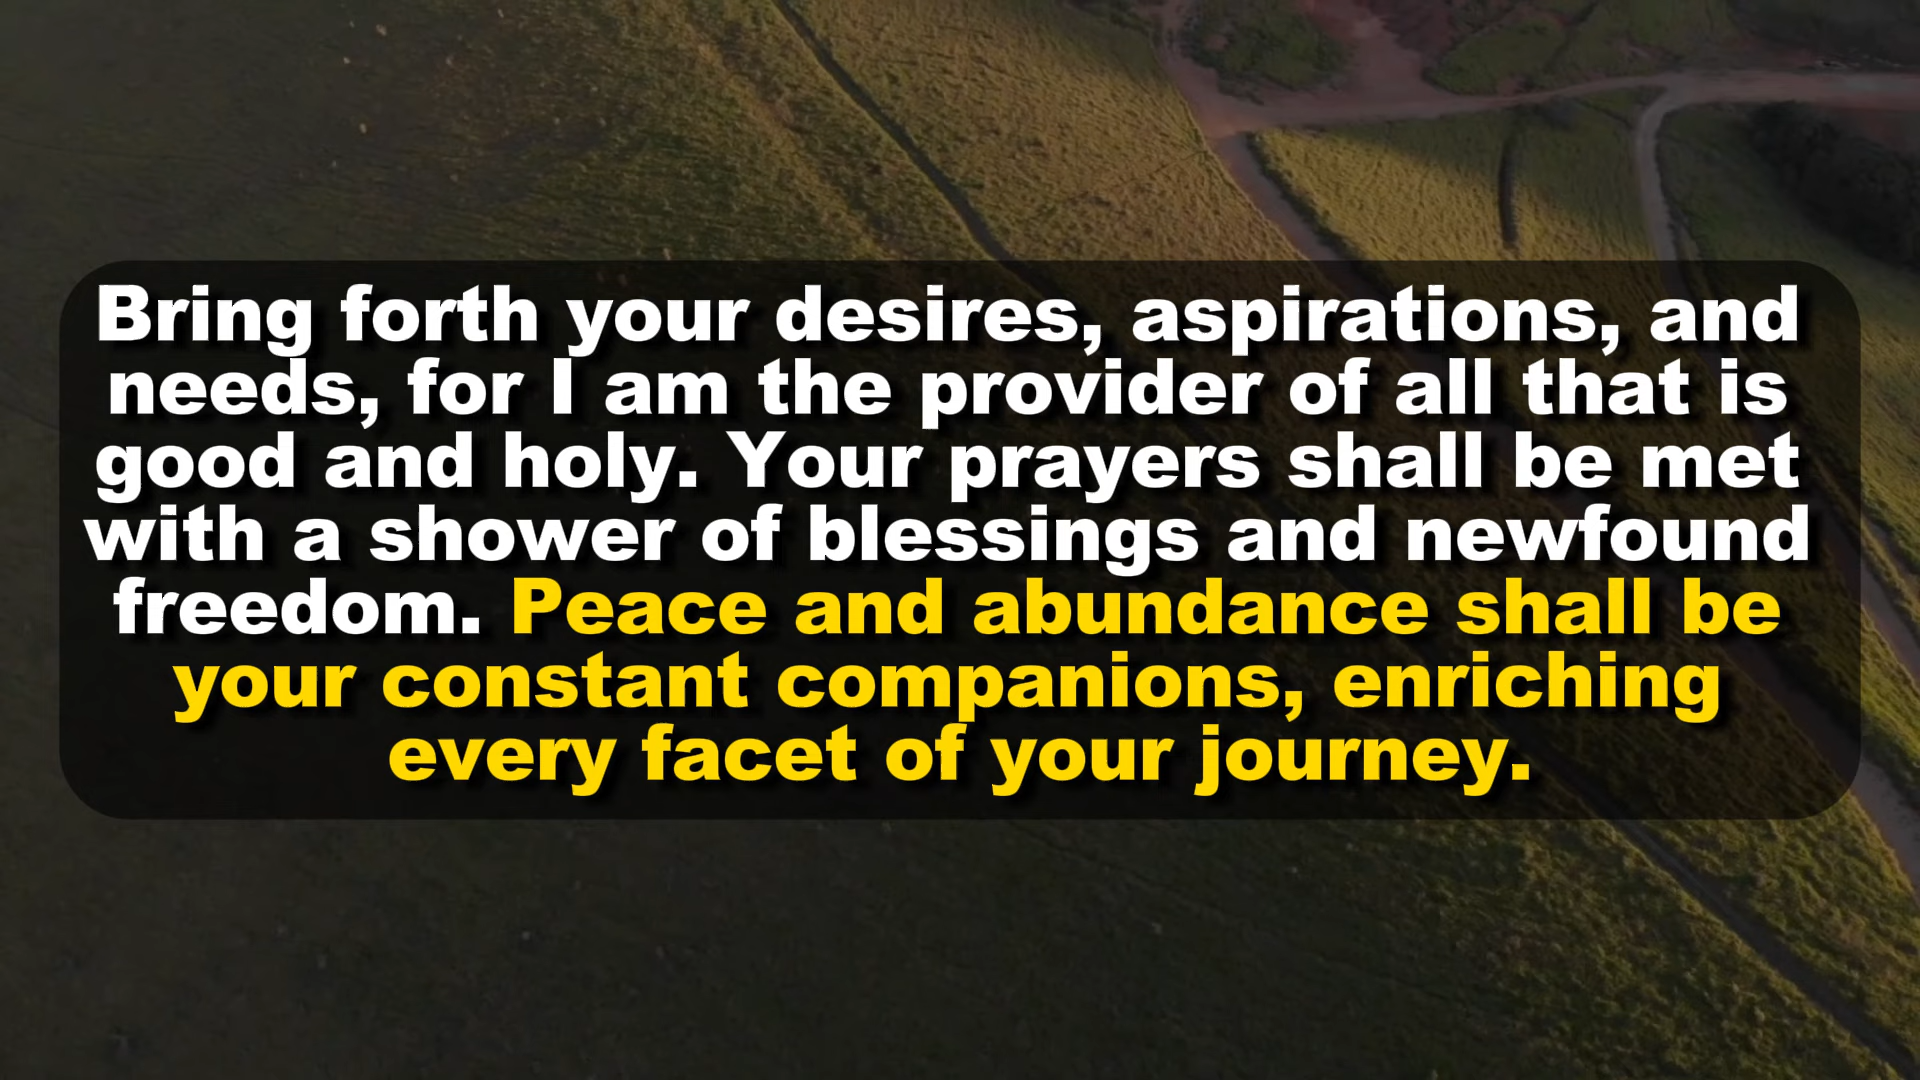 Bring forth your desires, aspirations, and
needs, for I am the provider of all that is
good and holy. Your prayers shall be met
with a shower of blessings and newfound
freedom. Peace and abundance shall be
your constant companions, enriching
every facet of your journey.